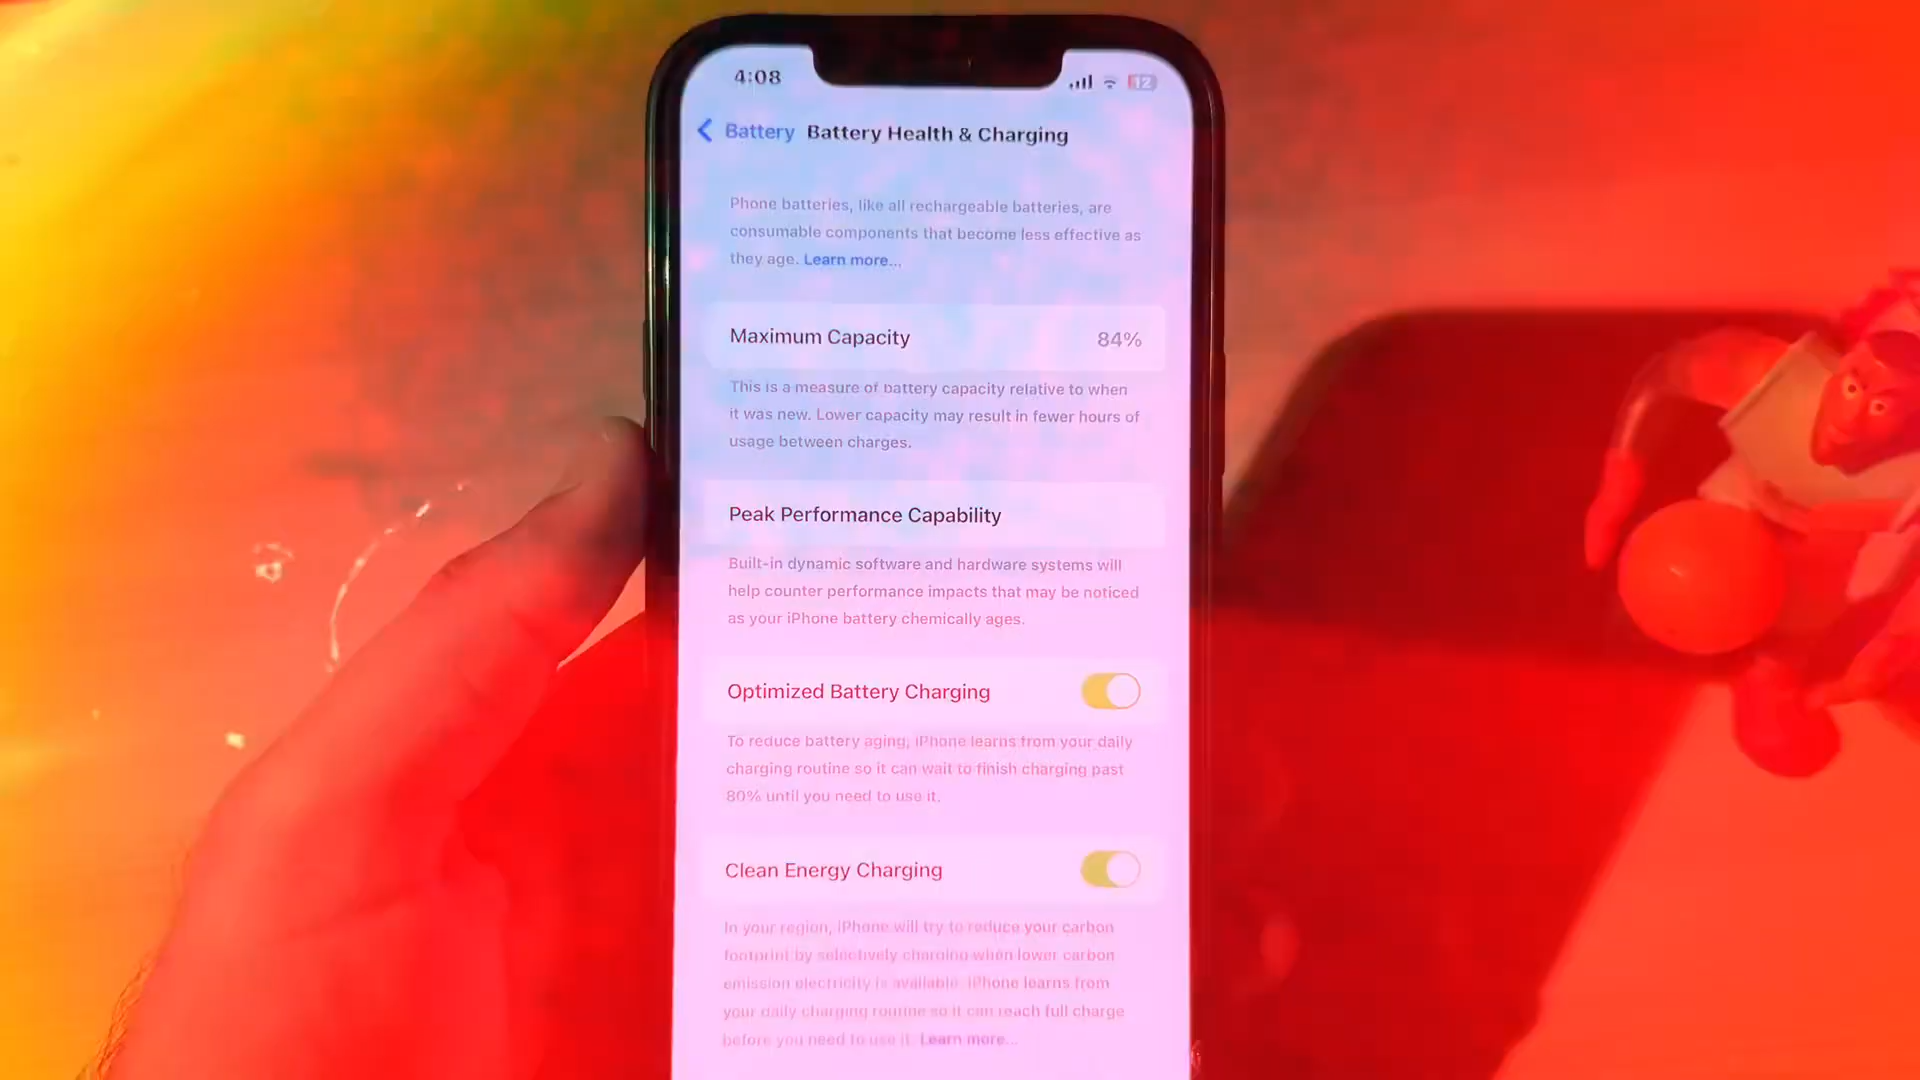 4:08
12
Battery Battery Health & Charging
Phone batteries, like all rechargeable batteries, are
consumable components that become less effective as
they age. Learn more...
Maximum Capacity 84%
This is a measure of battery capacity relative to when
it was new. Lower capacity may result in fewer hours of
usage between charges.
Peak Performance Capability
Built-in dynamic software and hardware systems will
help counter performance impacts that may be noticed
as your iPhone battery chemically ages.
Optimized Battery Charging
To reduce battery aging, iPhone learns from your daily
charging routine so it can wait to finish charging past
80% until you need to use it.
Clean Energy Charging
In your region, iPhone will try to reduce your carbon
footprint by selectively charging when lower carbon
emission electricity is available. iPhone learns from
your daily charging routine so it can reach full charge
before you need to use it. Learn more...